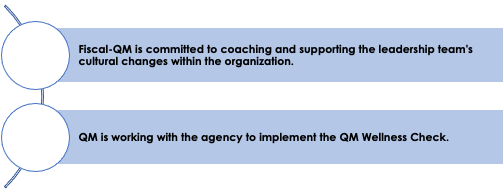 Fiscal-QM is committed to coaching and supporting the leadership team's
cultural changes within the organization.
QM is working with the agency to implement the QM Wellness Check.